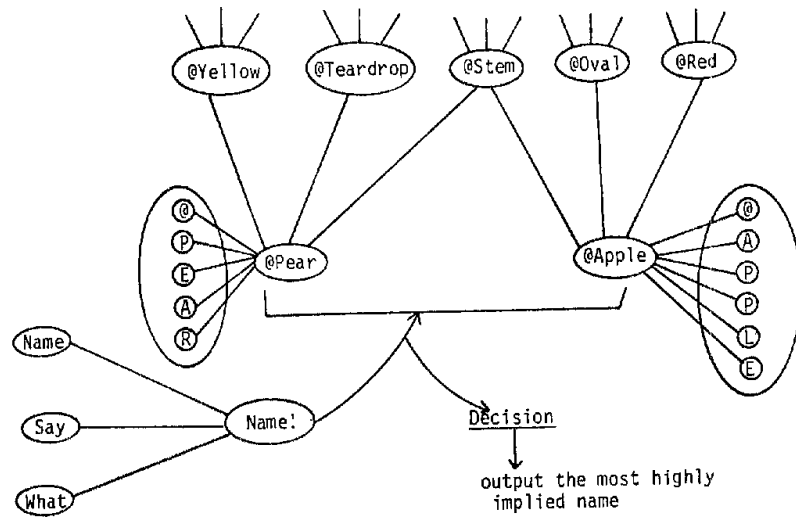 @Yellow @Teardrop @Stem @Oval @Red
@
P
E
A
R
@Pear
@Apple
@
A
P
P
L
E
Name
Say
What
Name!
Decision
output the most highly
implied name